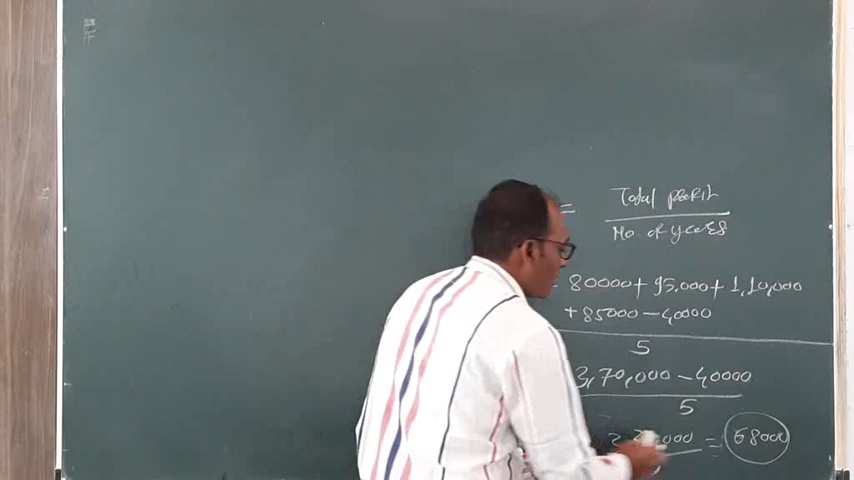 = Total profit
No. of years
= 80000 + 95,000 + 1,10,000
+ 85000 - 40000
5
3,70,000 - 40000
5
= 68000